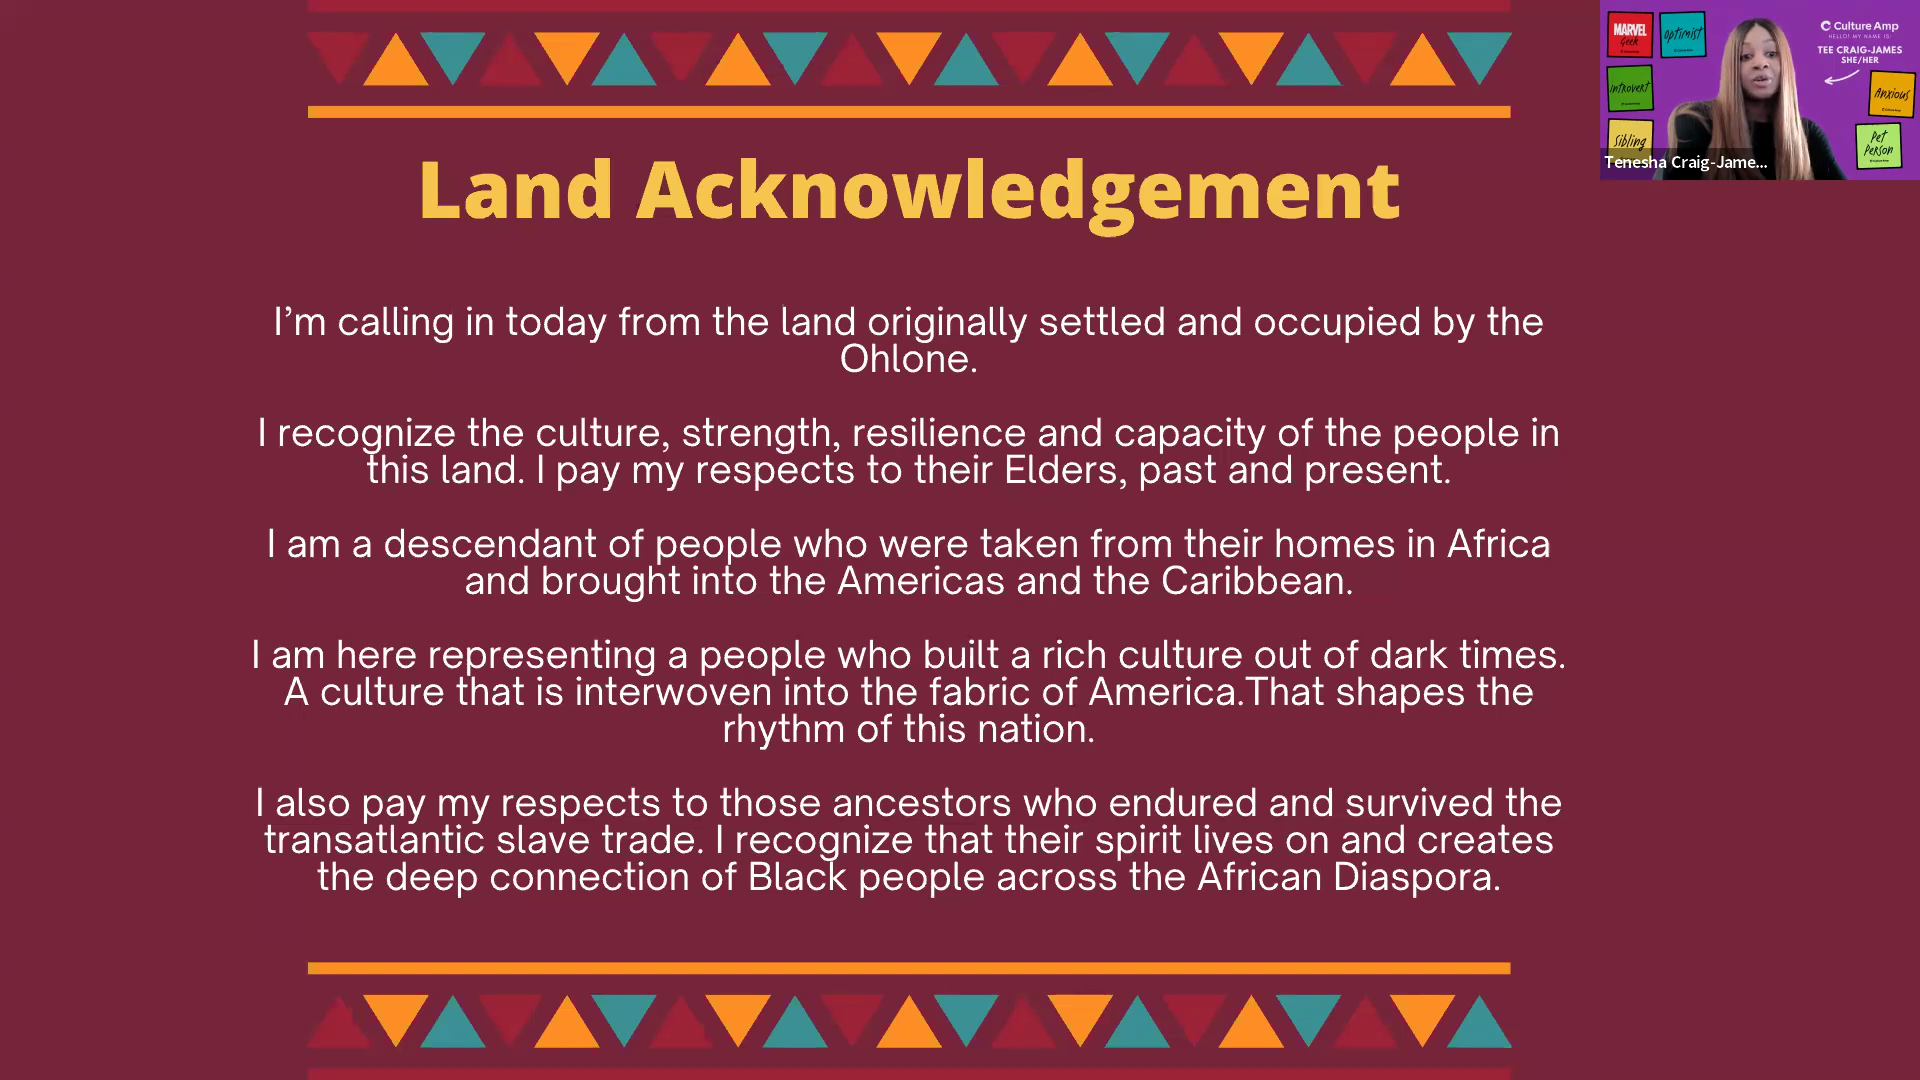 Land Acknowledgement
I’m calling in today from the land originally settled and occupied by the
Ohlone.
I recognize the culture, strength, resilience and capacity of the people in
this land. I pay my respects to their Elders, past and present.
I am a descendant of people who were taken from their homes in Africa
and brought into the Americas and the Caribbean.
I am here representing a people who built a rich culture out of dark times.
A culture that is interwoven into the fabric of America.That shapes the
rhythm of this nation.
I also pay my respects to those ancestors who endured and survived the
transatlantic slave trade. I recognize that their spirit lives on and creates
the deep connection of Black people across the African Diaspora.
MARVEL
Geek
optimist
introvert
Sibling
Culture Amp
HELLO! MY NAME IS
TEE CRAIG-JAMES
SHE/HER
Anxious
Pet
Person
Tenesha Craig-Jame...